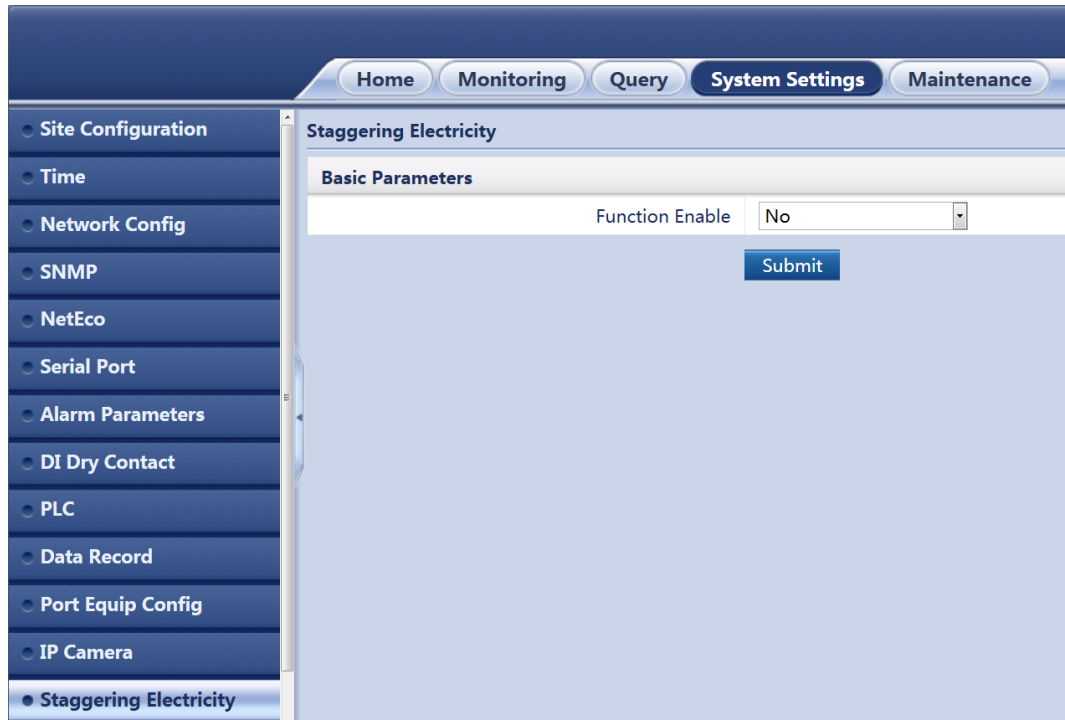 Home Monitoring Query System Settings Maintenance
Site Configuration
Time
Network Config
SNMP
NetEco
Serial Port
Alarm Parameters
DI Dry Contact
PLC
Data Record
Port Equip Config
IP Camera
Staggering Electricity
Staggering Electricity
Basic Parameters
Function Enable No
Submit